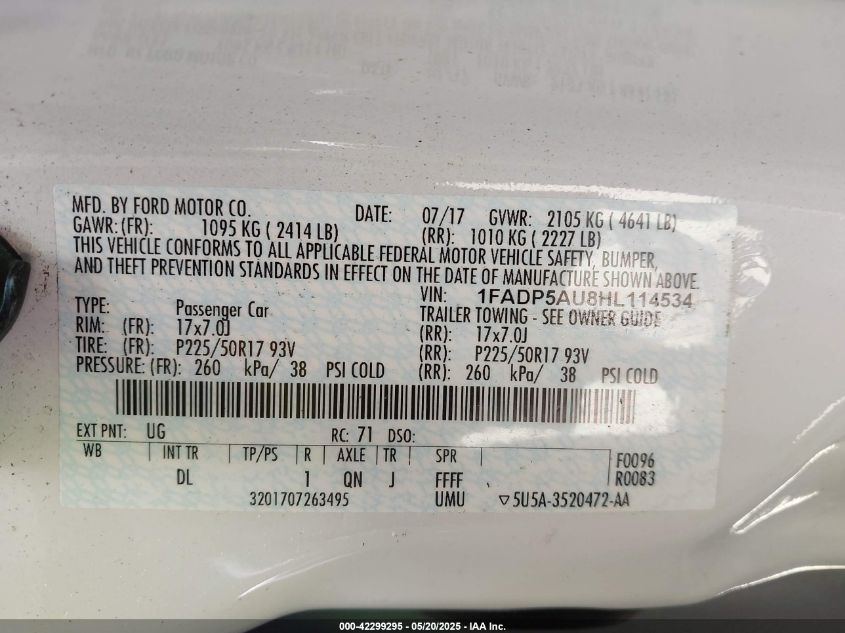 MFD. BY FORD MOTOR CO. DATE: 07/17 GVWR: 2105 KG ( 4641 LB)
GAWR: (FR): 1095 KG ( 2414 LB) (RR): 1010 KG ( 2227 LB)
THIS VEHICLE CONFORMS TO ALL APPLICABLE FEDERAL MOTOR VEHICLE SAFETY, BUMPER,
AND THEFT PREVENTION STANDARDS IN EFFECT ON THE DATE OF MANUFACTURE SHOWN ABOVE.
VIN: 1FADP5AU8HL114534
TYPE: Passenger Car TRAILER TOWING - SEE OWNER GUIDE
RIM: (FR): 17x7.0J (RR): 17x7.0J
TIRE: (FR): P225/50R17 93V (RR): P225/50R17 93V
PRESSURE: (FR): 260 kPa/ 38 PSI COLD (RR): 260 kPa/ 38 PSI COLD
EXT PNT: UG RC: 71 DSO:
WB INT TR TP/PS R AXLE TR SPR F0096
DL 1 QN J FFFF R0083
3201707263495 UMU ▽5U5A-3520472-AA
000-42299295 - 05/20/2025 - IAA Inc.